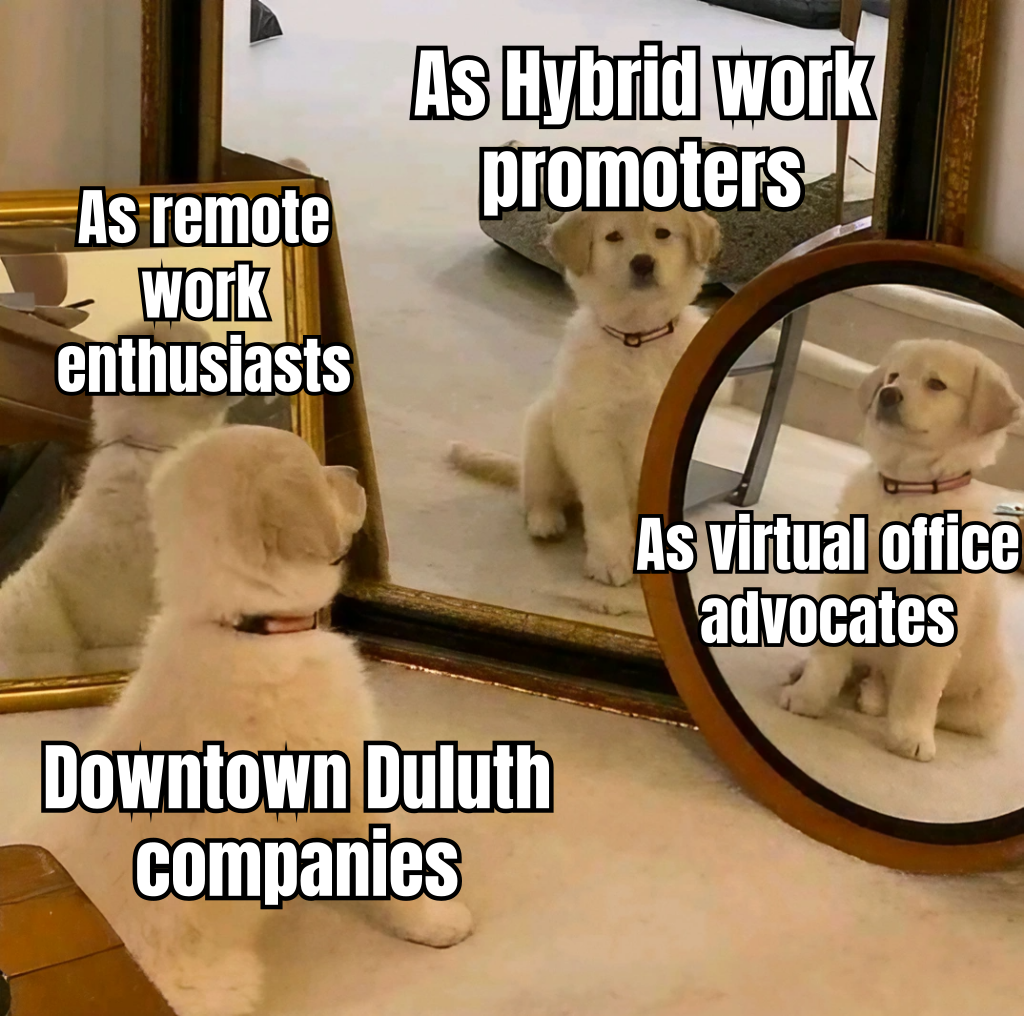 As Hybrid work
promoters
As remote
work
enthusiasts
As virtual office
advocates
Downtown Duluth
companies